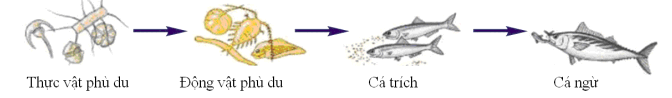 Thực vật phù du Động vật phù du Cá trích Cá ngừ